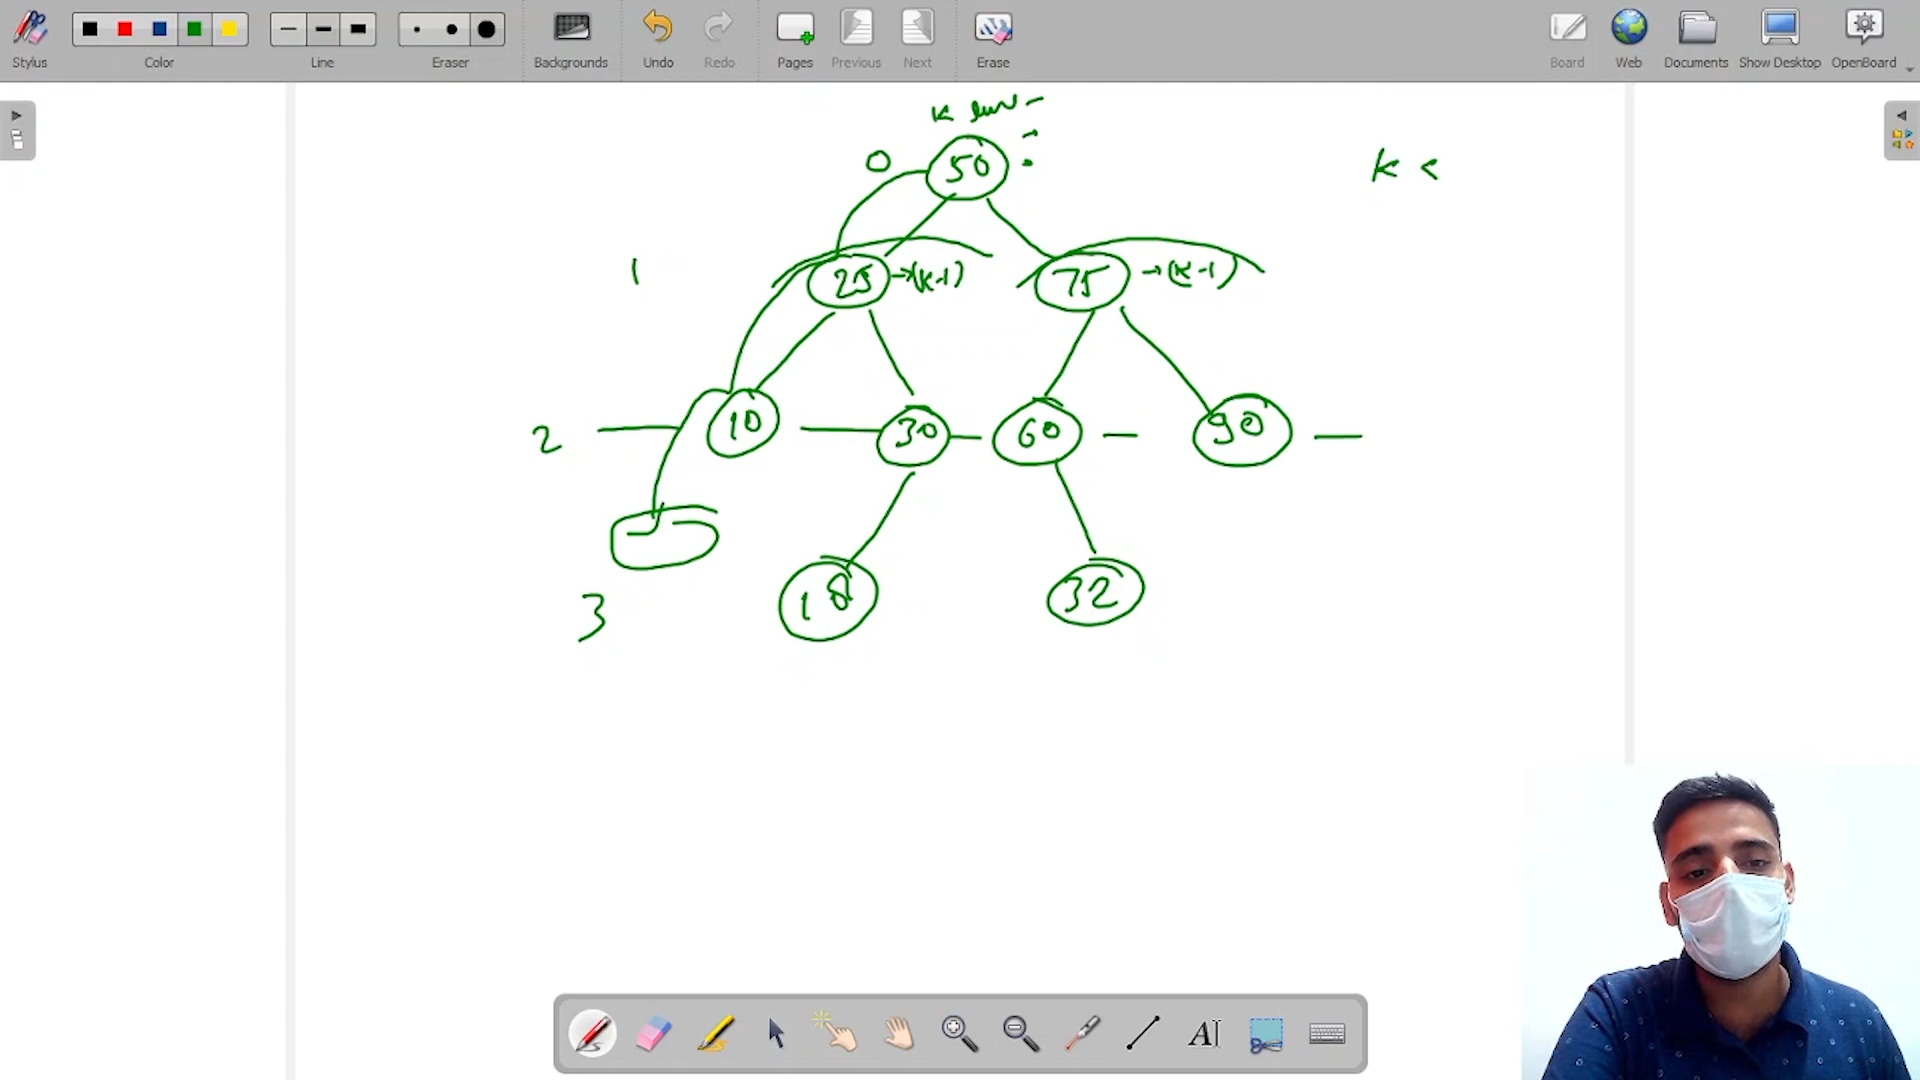 Stylus Color Line Eraser Backgrounds Undo Redo Pages Previous Next Erase Board Web Documents Show Desktop OpenBoard
K
0 50 K <
1 25 →(K-1) 75 →(K-1)
2 10 30 60 90
3 18 32
AI